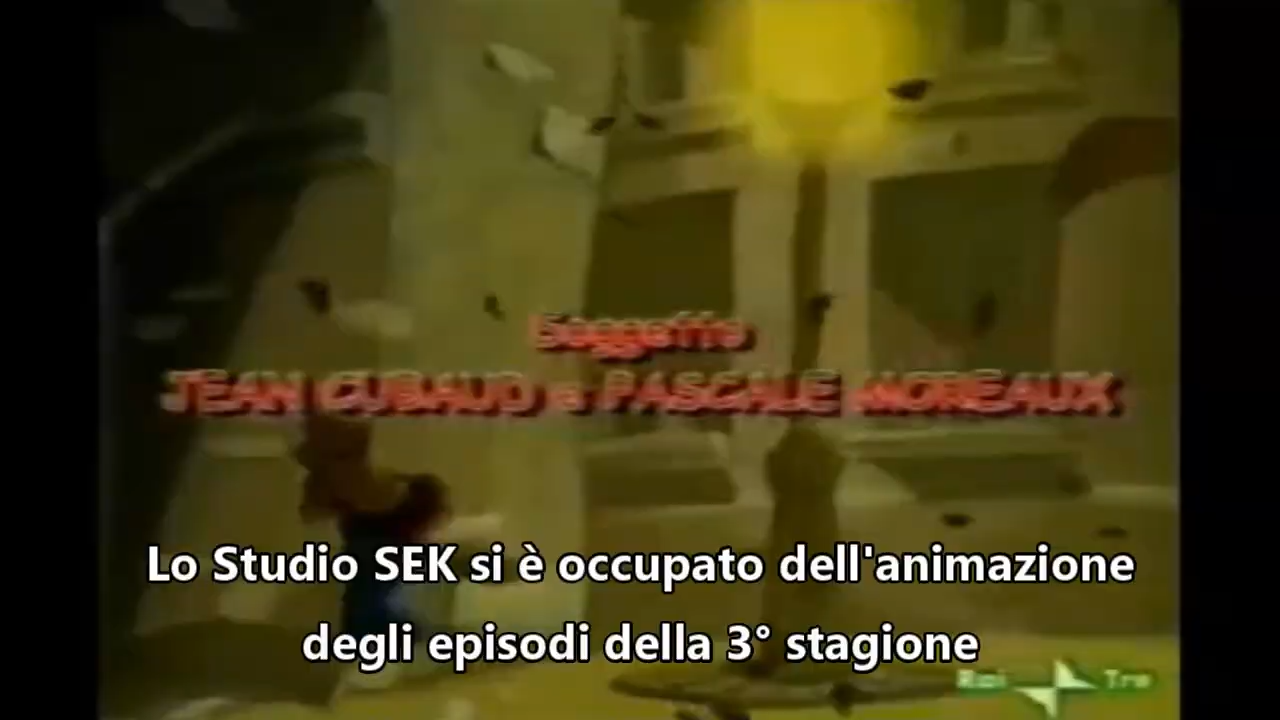 Soggetto
JEAN CUBAUD e PASCALE MOREAUX
Lo Studio SEK si è occupato dell'animazione
degli episodi della 3° stagione
Rai Tre